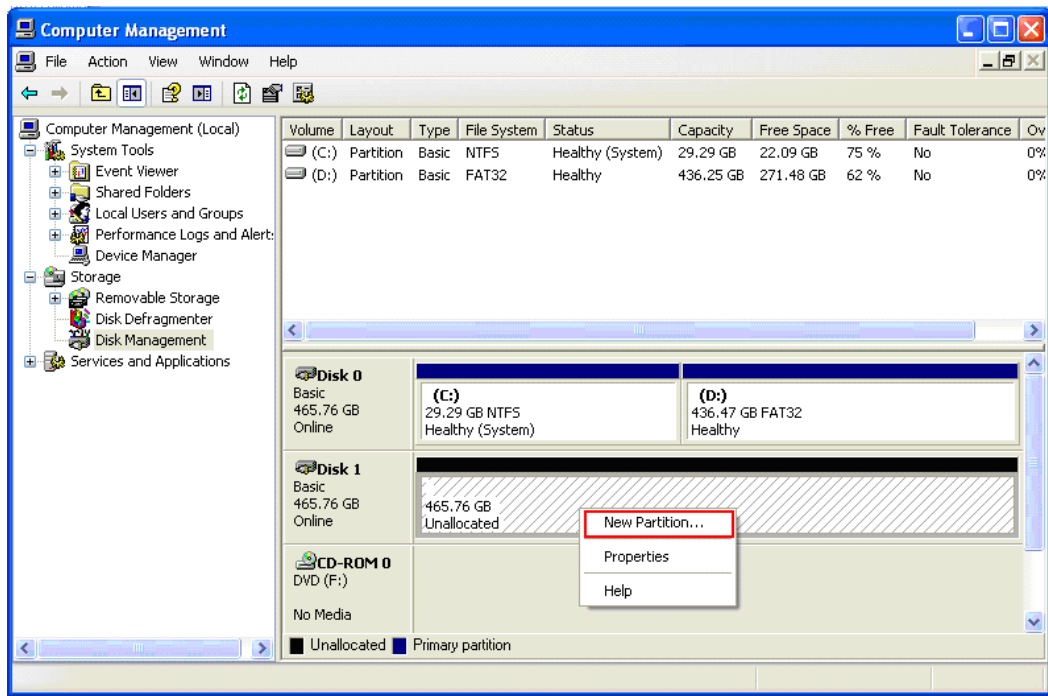 Computer Management
File Action View Window Help
Computer Management (Local)
System Tools
Event Viewer
Shared Folders
Local Users and Groups
Performance Logs and Alert
Device Manager
Storage
Removable Storage
Disk Defragmenter
Disk Management
Services and Applications
Volume Layout Type File System Status Capacity Free Space % Free Fault Tolerance Ov
(C:) Partition Basic NTFS Healthy (System) 29.29 GB 22.09 GB 75 % No 0%
(D:) Partition Basic FAT32 Healthy 436.25 GB 271.48 GB 62 % No 0%
Disk 0
Basic
465.76 GB
Online
(C:)
29.29 GB NTFS
Healthy (System)
(D:)
436.47 GB FAT32
Healthy
Disk 1
Basic
465.76 GB
Online
465.76 GB
Unallocated
New Partition...
Properties
Help
CD-ROM 0
DVD (F:)
No Media
Unallocated Primary partition